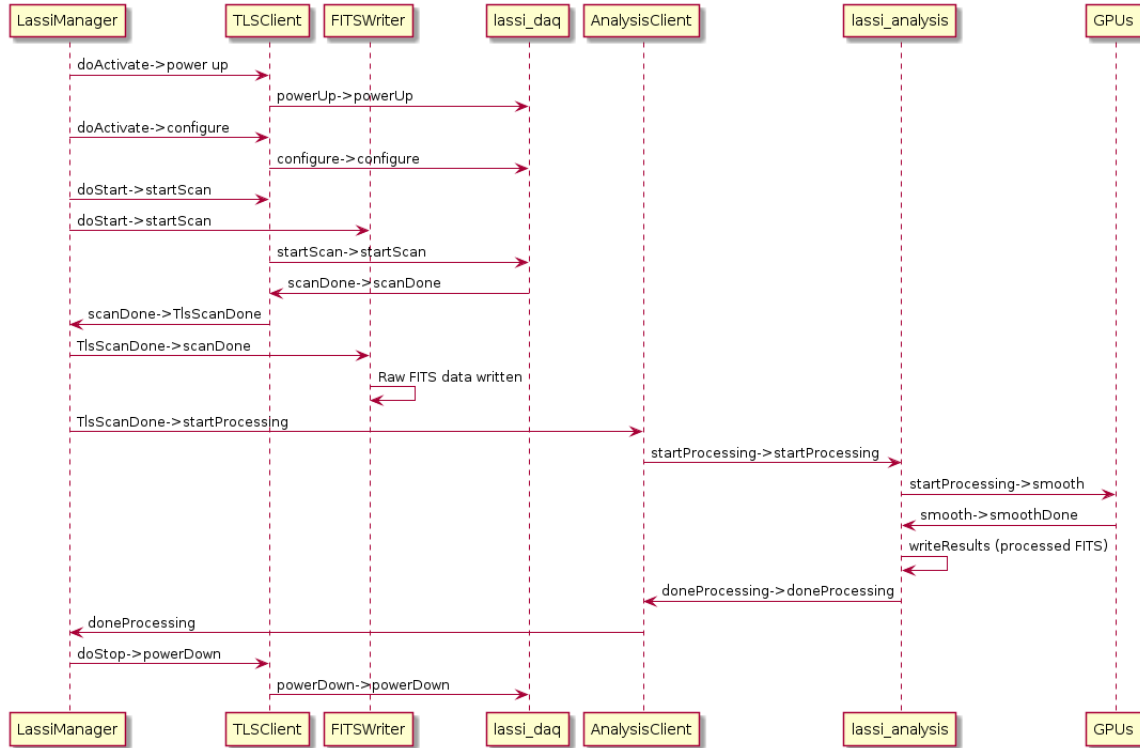 LassiManager TLSClient FITSWriter lassi_daq AnalysisClient lassi_analysis GPUs
doActivate->power up
powerUp->powerUp
doActivate->configure
configure->configure
doStart->startScan
doStart->startScan
startScan->startScan
scanDone->scanDone
scanDone->TlsScanDone
TlsScanDone->scanDone
Raw FITS data written
TlsScanDone->startProcessing
startProcessing->startProcessing
startProcessing->smooth
smooth->smoothDone
writeResults (processed FITS)
doneProcessing->doneProcessing
doneProcessing
doStop->powerDown
powerDown->powerDown
LassiManager TLSClient FITSWriter lassi_daq AnalysisClient lassi_analysis GPUs